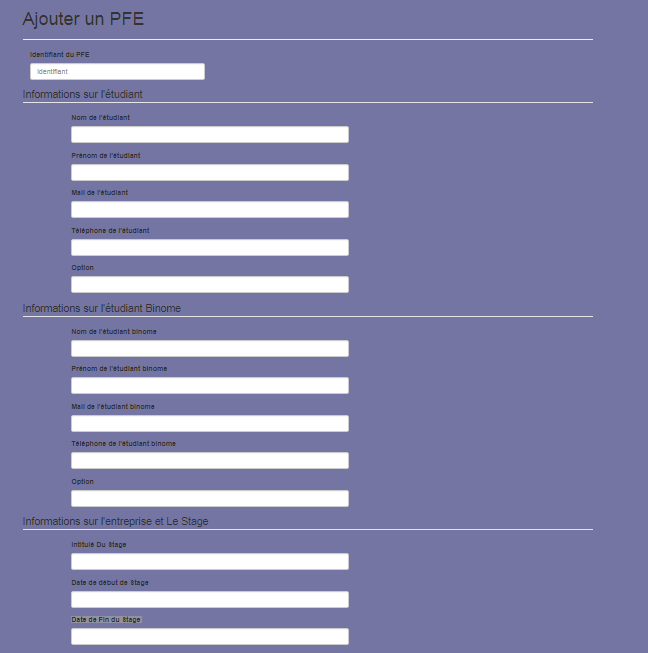 Ajouter un PFE
Identifiant du PFE
Identifiant
Informations sur l'étudiant
Nom de l'étudiant
Prénom de l'étudiant
Mail de l'étudiant
Téléphone de l'étudiant
Option
Informations sur l'étudiant Binome
Nom de l'étudiant binome
Prénom de l'étudiant binome
Mail de l'étudiant binome
Téléphone de l'étudiant binome
Option
Informations sur l'entreprise et Le Stage
Intitulé Du Stage
Date de début de Stage
Date de Fin du Stage